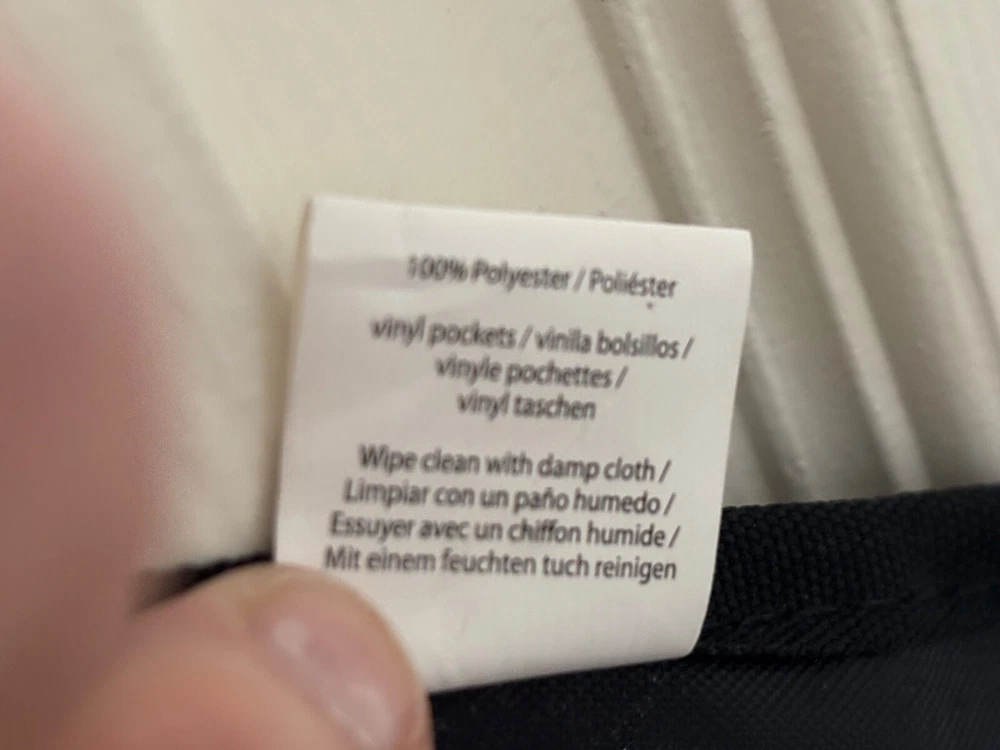 100% Polyester / Poliéster
vinyl pockets / vinilla bolsillos /
vinyle pochettes /
vinyl taschen
Wipe clean with damp cloth /
Limpiar con un paño humedo /
Essuyer avec un chiffon humide /
Mit einem feuchten tuch reinigen